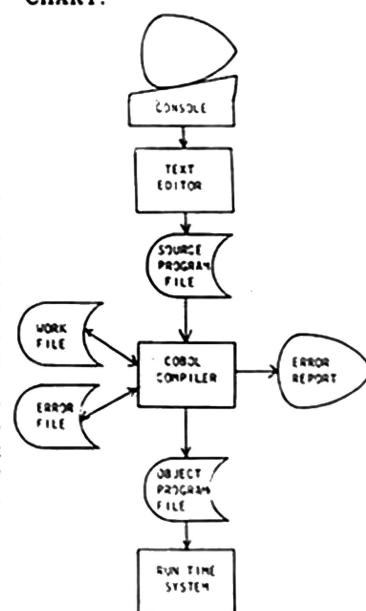 CHART.
CONSOLE
TEXT
EDITOR
SOURCE
PROGRAM
FILE
WORK
FILE
COBOL
COMPILER
ERROR
REPORT
ERROR
FILE
OBJECT
PROGRAM
FILE
RUN TIME
SYSTEM